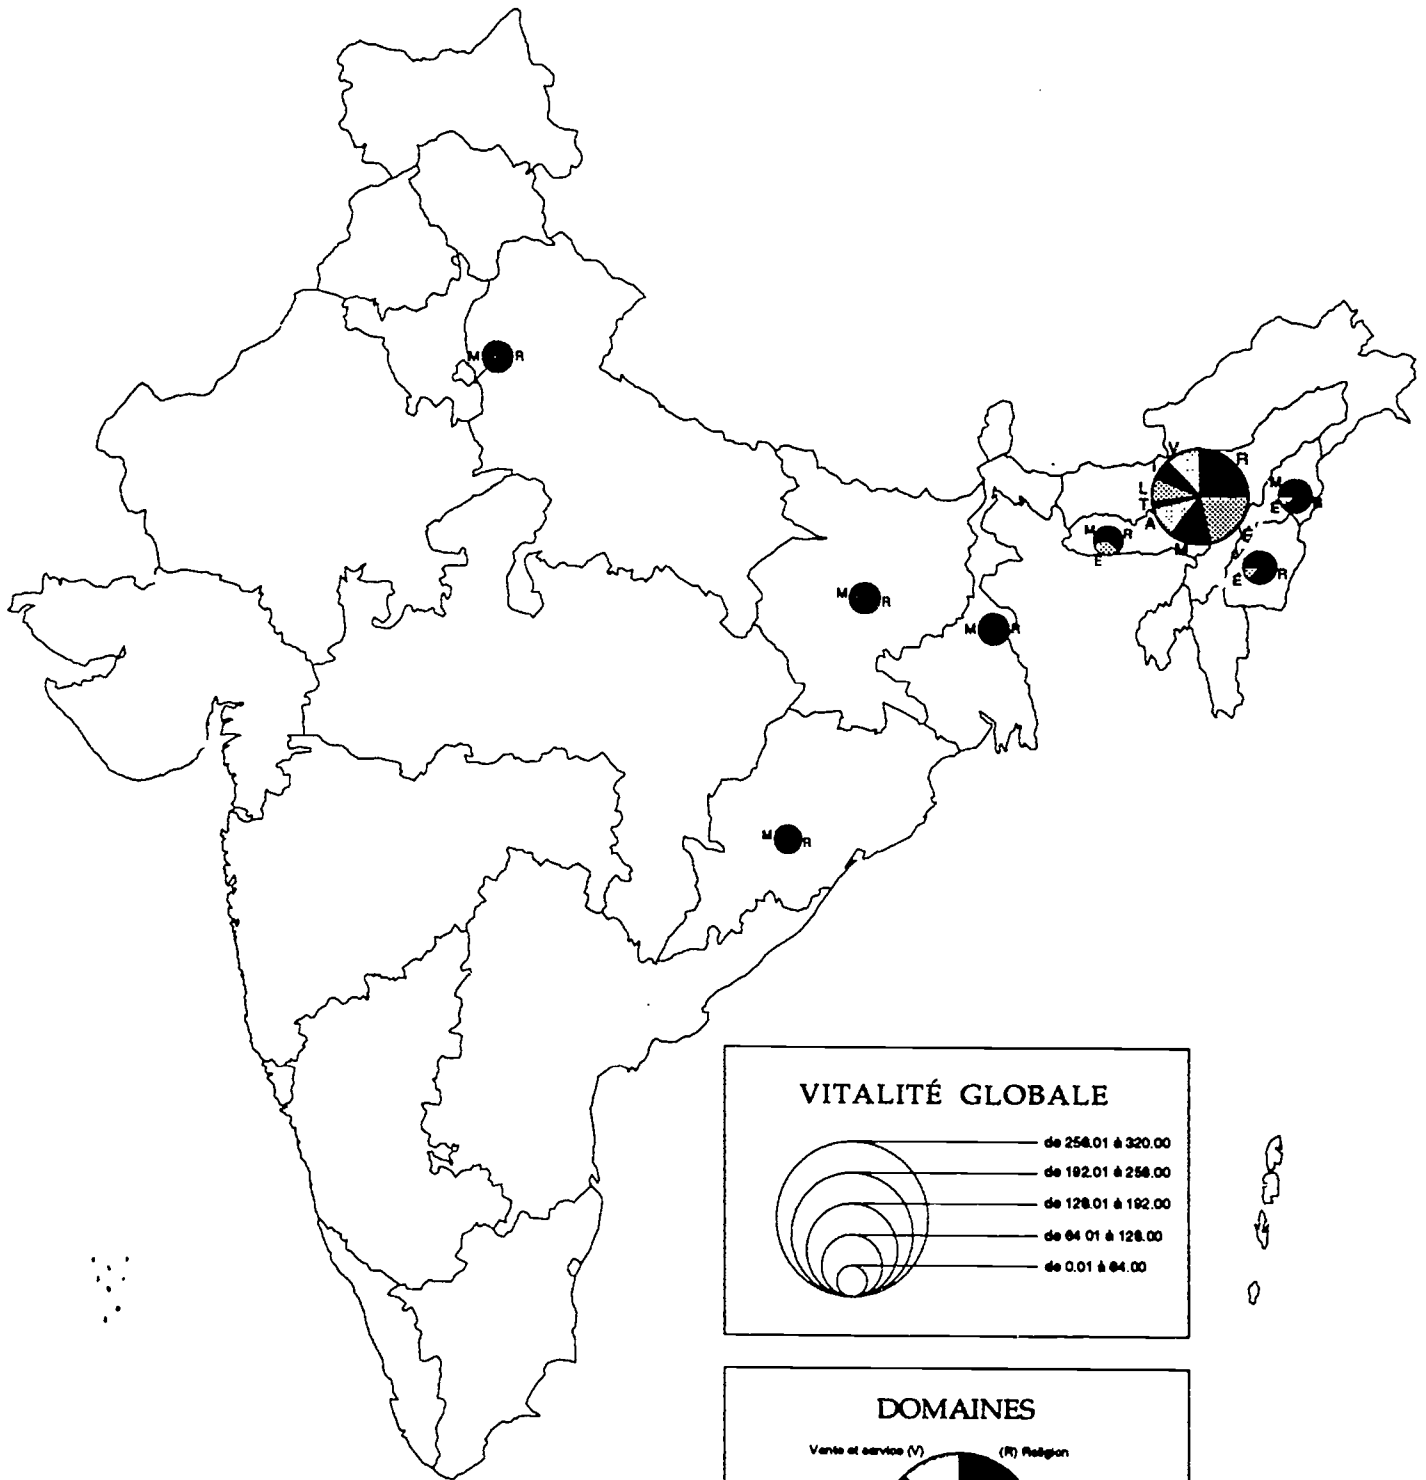 M R
V R
I
L
T
A
M
É
M R
É
M R
E
V
É R
M R
M R
M R
VITALITÉ GLOBALE
de 256.01 à 320.00
de 192.01 à 256.00
de 128.01 à 192.00
de 64 01 à 128.00
de 0.01 à 64.00
DOMAINES
Vente et service (V) (R) Religion